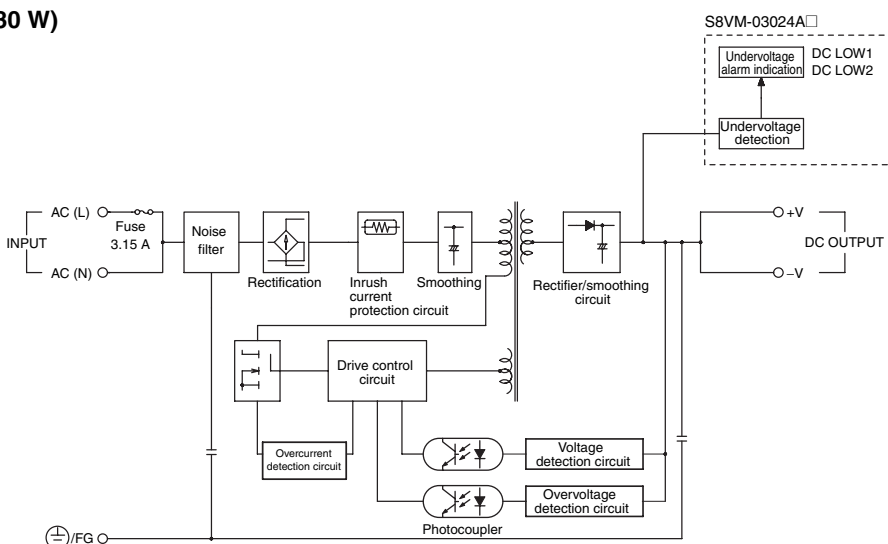 30 W)
S8VM-03024A□
Undervoltage
alarm indication
DC LOW1
DC LOW2
Undervoltage
detection
INPUT
AC (L)
Fuse
3.15 A
AC (N)
Noise
filter
Rectification
Inrush
current
protection circuit
Smoothing
Rectifier/smoothing
circuit
+V
DC OUTPUT
–V
Drive control
circuit
Overcurrent
detection circuit
Voltage
detection circuit
Overvoltage
detection circuit
Photocoupler
/FG